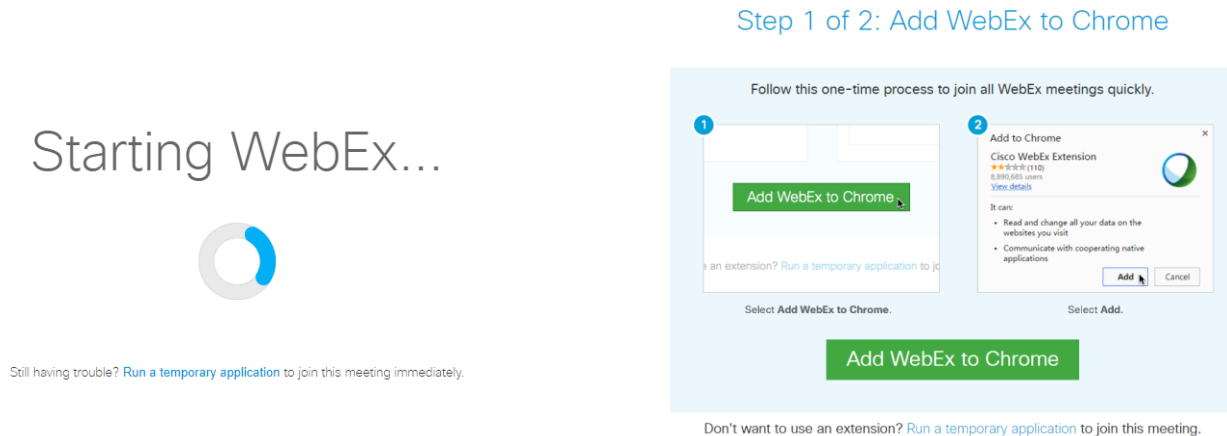 Starting WebEx...
Still having trouble? Run a temporary application to join this meeting immediately.
Step 1 of 2: Add WebEx to Chrome
Follow this one-time process to join all WebEx meetings quickly.
1
Add WebEx to Chrome
an extension? Run a temporary application to jo
Select Add WebEx to Chrome.
2
Add to Chrome
×
Cisco WebEx Extension
★★★★★ (110)
8,890,685 users
View details
It can:
• Read and change all your data on the
websites you visit
• Communicate with cooperating native
applications
Add
Cancel
Select Add.
Add WebEx to Chrome
Don't want to use an extension? Run a temporary application to join this meeting.